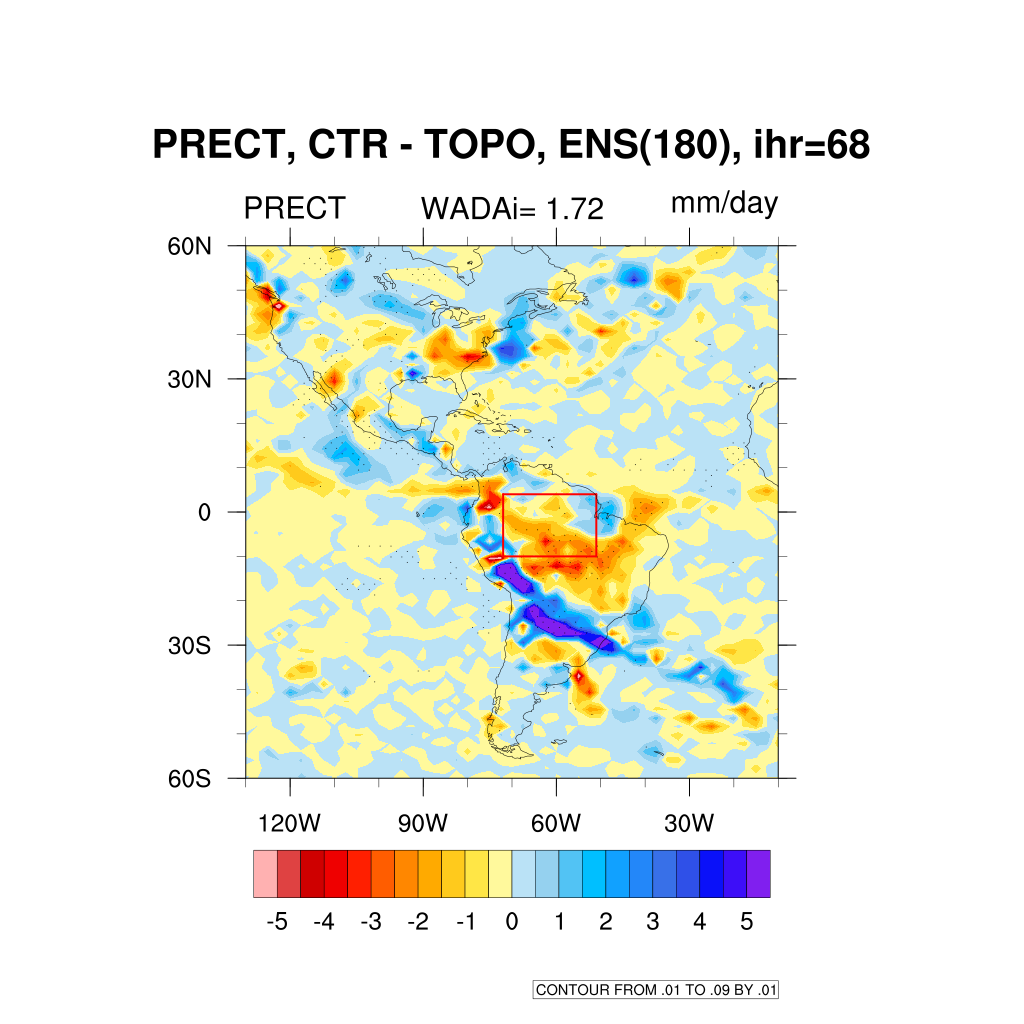 PRECT, CTR - TOPO, ENS(180), ihr=68
PRECT WADAi= 1.72 mm/day
60N
30N
0
30S
60S
120W 90W 60W 30W
-5 -4 -3 -2 -1 0 1 2 3 4 5
CONTOUR FROM .01 TO .09 BY .01